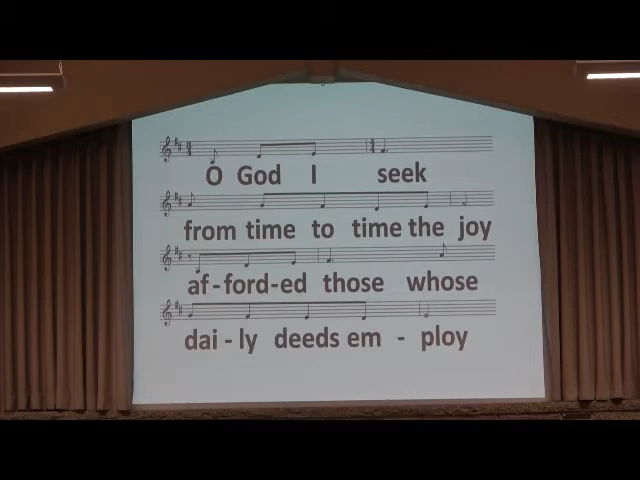 O God I seek
from time to time the joy
af-ford-ed those whose
dai-ly deeds em-ploy